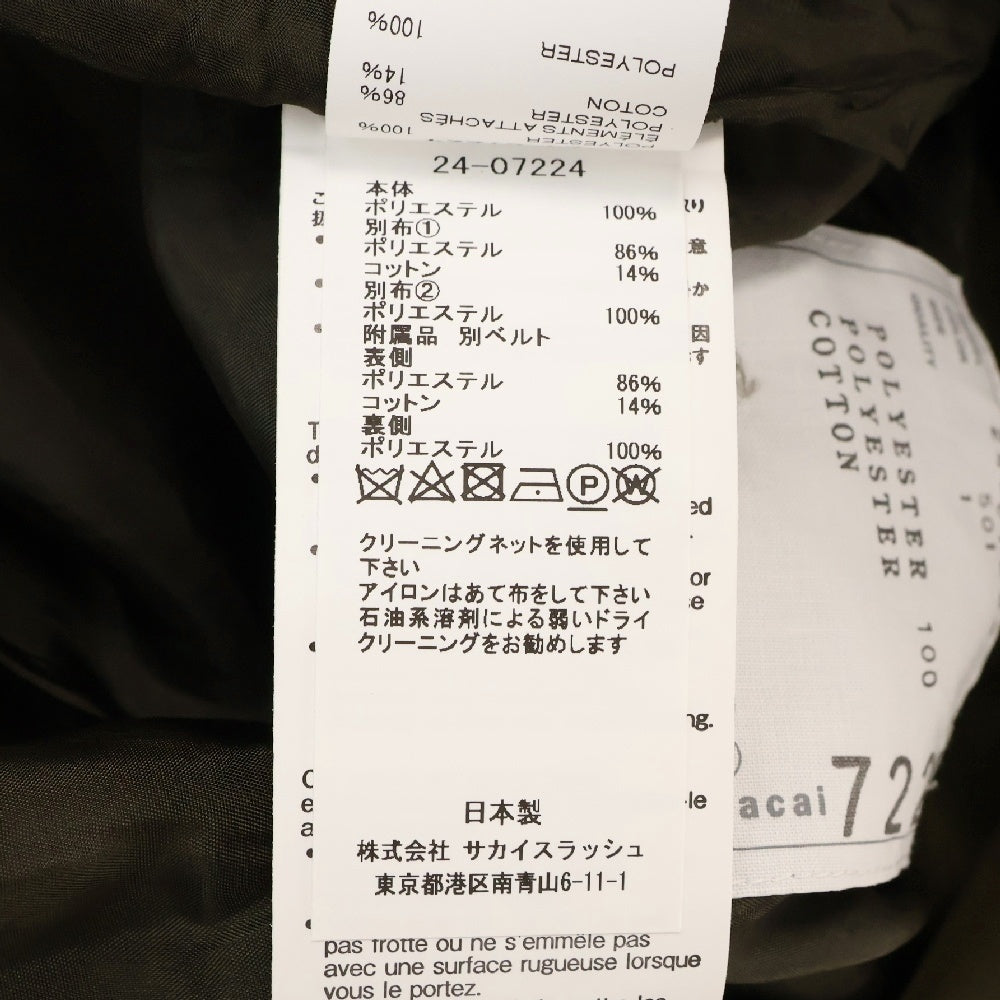 100%
POLYESTER
14%
COTON
86%
POLYESTER
ÉLÉMENTS ATTACHÉS
100%
POLYESTER
24-07224
本体
ポリエステル 100%
別布①
ポリエステル 86%
コットン 14%
別布②
ポリエステル 100%
附属品 別ベルト
表側
ポリエステル 86%
コットン 14%
裏側
ポリエステル 100%
P W
クリーニングネットを使用して
下さい
アイロンはあて布をして下さい
石油系溶剤による弱いドライ
クリーニングをお勧めします
日本製
株式会社 サカイスラッシュ
東京都港区南青山6-11-1
pas frotte ou ne s'emmêle pas
avec une surface rugueuse lorsque
vous le portez.
POLYESTER 100
POLYESTER
COTTON
acai 722